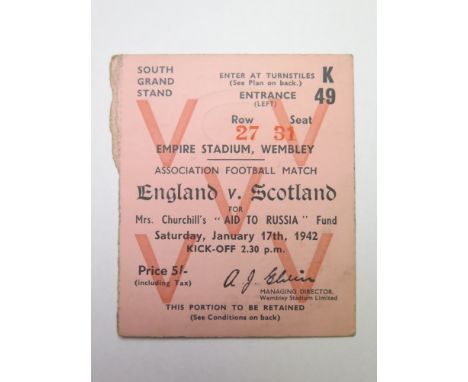 SOUTH GRAND STAND
ENTER AT TURNSTILES
(See Plan on back.)
K
ENTRANCE
(LEFT)
49
Row Seat
27 31
EMPIRE STADIUM, WEMBLEY
ASSOCIATION FOOTBALL MATCH
England v. Scotland
FOR
Mrs. Churchill's "AID TO RUSSIA" Fund
Saturday, January 17th, 1942
KICK-OFF 2.30 p.m.
Price 5/-
(including Tax)
MANAGING DIRECTOR,
Wembley Stadium Limited
THIS PORTION TO BE RETAINED
(See Conditions on back)
V V
V
V V